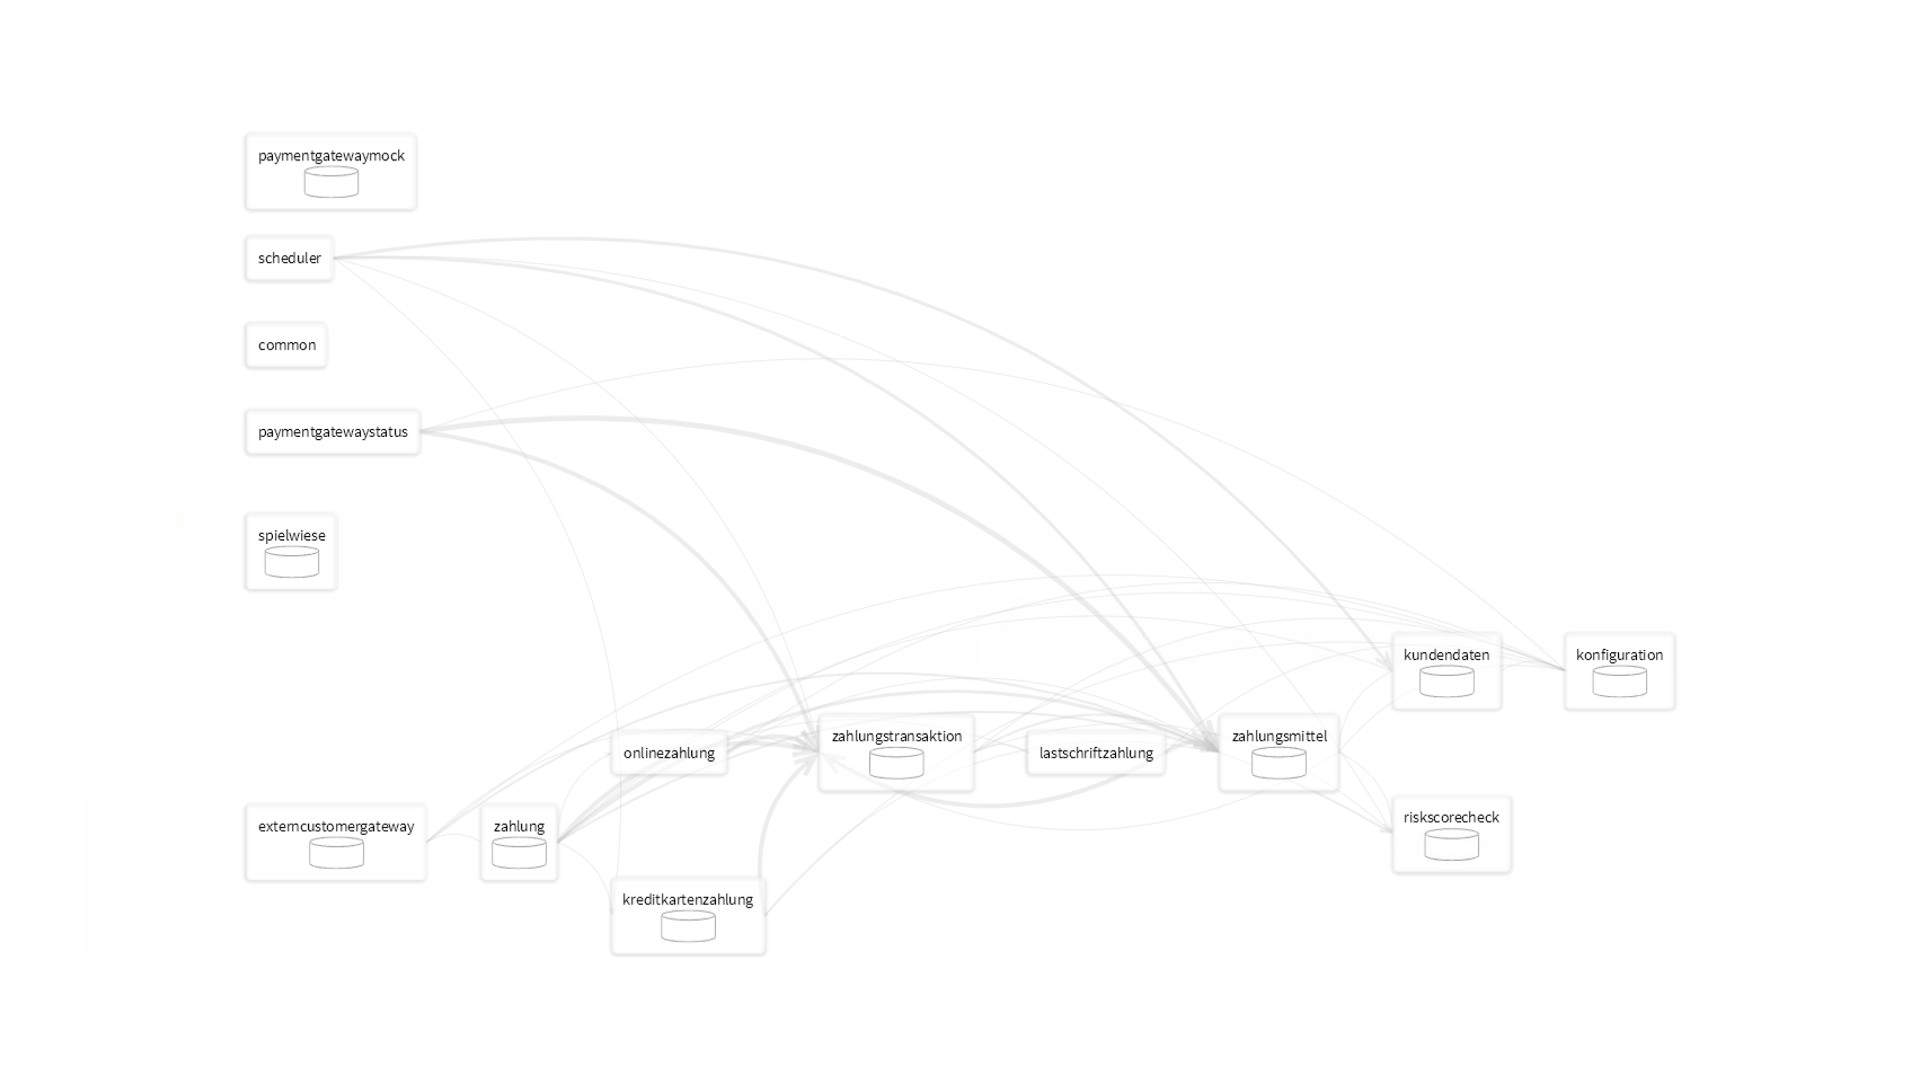 paymentgatewaymock
scheduler
common
paymentgatewaystatus
spielwiese
kundendaten
konfiguration
zahlungstransaktion
zahlungsmittel
onlinezahlung
lastschriftzahlung
externcustomergateway
zahlung
riskscorecheck
kreditkartenzahlung